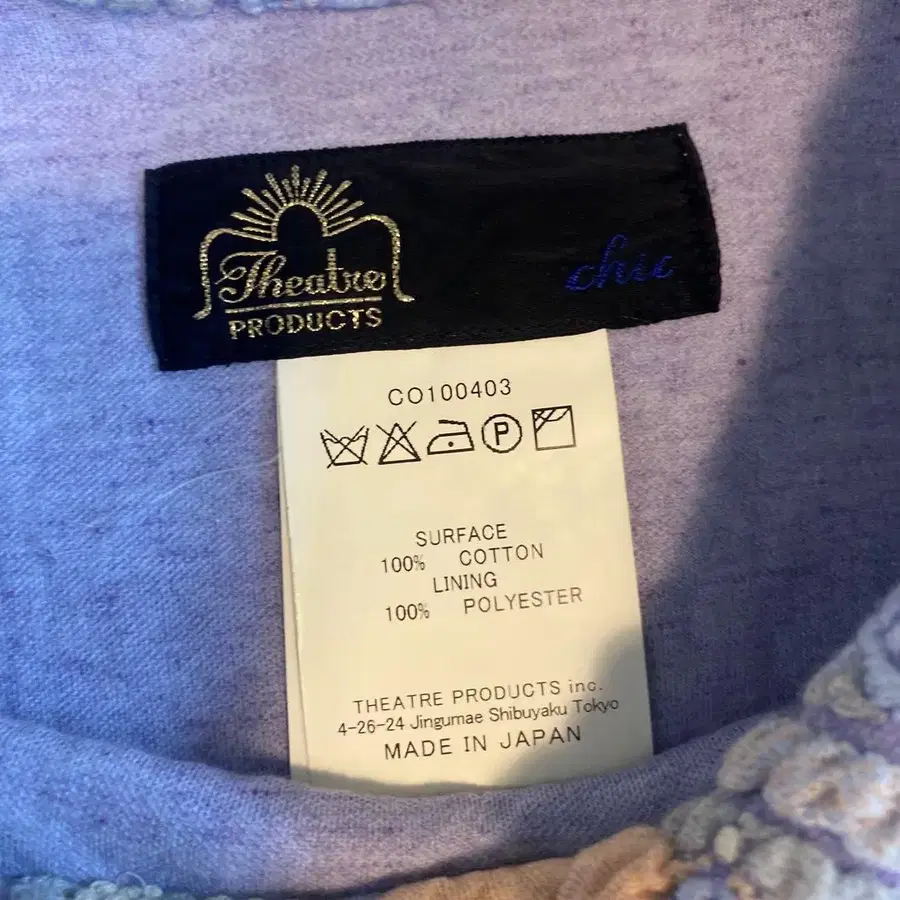 Theatre
PRODUCTS
chic
CO100403
P
SURFACE
100% COTTON
LINING
100% POLYESTER
THEATRE PRODUCTS inc.
4-26-24 Jingumae Shibuyaku Tokyo
MADE IN JAPAN